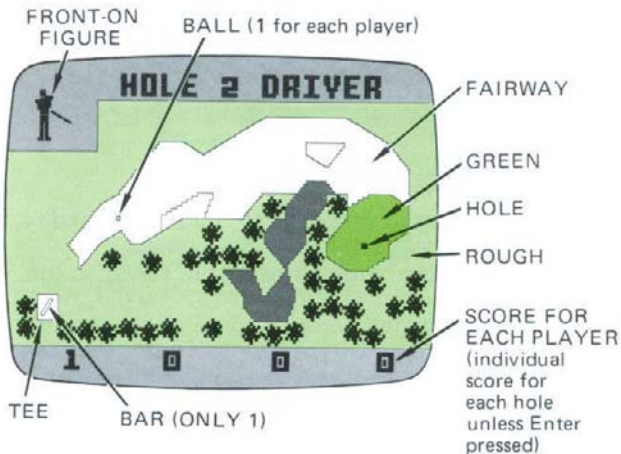 FRONT-ON
FIGURE
BALL (1 for each player)
HOLE 2 DRIVER
FAIRWAY
GREEN
HOLE
ROUGH
SCORE FOR
EACH PLAYER
(individual
score for
each hole
unless Enter
pressed)
1 0 0 0
TEE
BAR (ONLY 1)